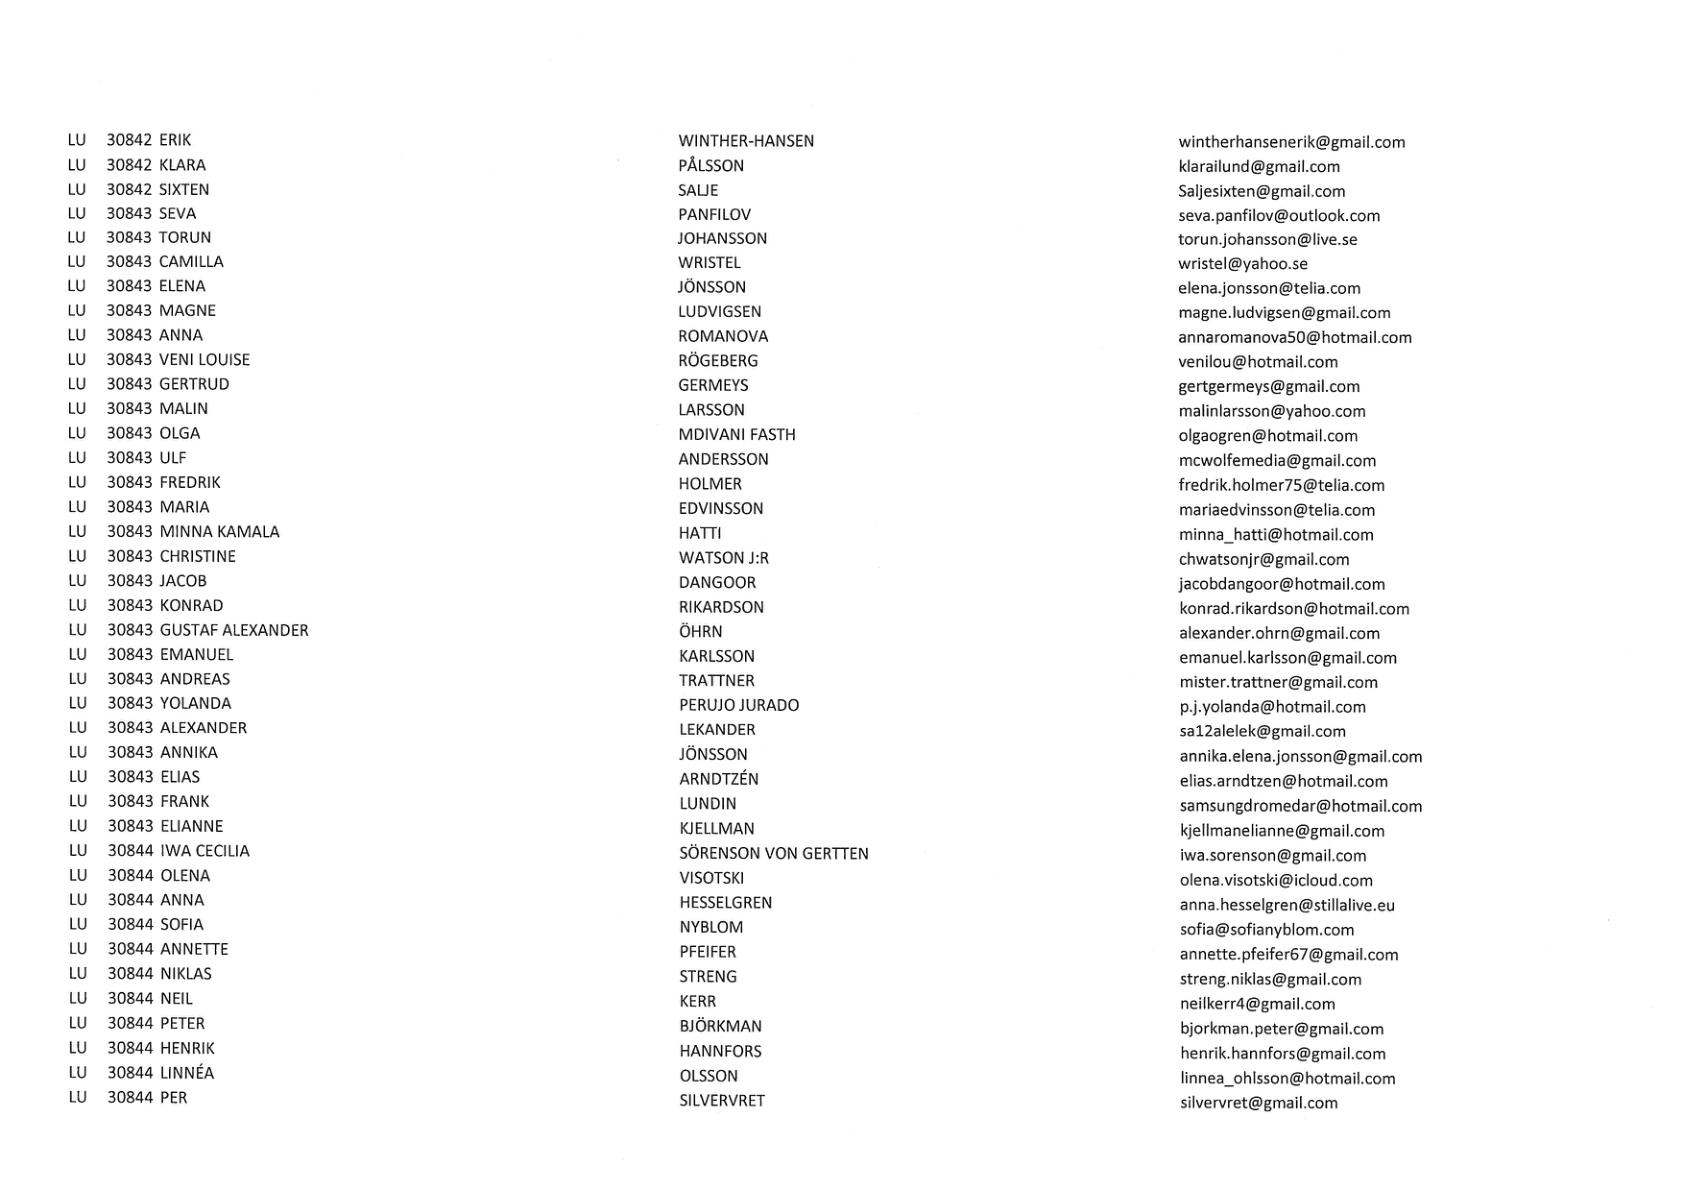 LU 30842 ERIK WINTHER-HANSEN wintherhansenerik@gmail.com
LU 30842 KLARA PÅLSSON klarailund@gmail.com
LU 30842 SIXTEN SALJE Saljesixten@gmail.com
LU 30843 SEVA PANFILOV seva.panfilov@outlook.com
LU 30843 TORUN JOHANSSON torun.johansson@live.se
LU 30843 CAMILLA WRISTEL wristel@yahoo.se
LU 30843 ELENA JÖNSSON elena.jonsson@telia.com
LU 30843 MAGNE LUDVIGSEN magne.ludvigsen@gmail.com
LU 30843 ANNA ROMANOVA annaromanova50@hotmail.com
LU 30843 VENI LOUISE RÖGEBERG venilou@hotmail.com
LU 30843 GERTRUD GERMEYS gertgermeys@gmail.com
LU 30843 MALIN LARSSON malinlarsson@yahoo.com
LU 30843 OLGA MDIVANI FASTH olgaogren@hotmail.com
LU 30843 ULF ANDERSSON mcwolfemedia@gmail.com
LU 30843 FREDRIK HOLMER fredrik.holmer75@telia.com
LU 30843 MARIA EDVINSSON mariaedvinsson@telia.com
LU 30843 MINNA KAMALA HATTI minna_hatti@hotmail.com
LU 30843 CHRISTINE WATSON J:R chwatsonjr@gmail.com
LU 30843 JACOB DANGOOR jacobdangoor@hotmail.com
LU 30843 KONRAD RIKARDSON konrad.rikardson@hotmail.com
LU 30843 GUSTAF ALEXANDER ÖHRN alexander.ohrn@gmail.com
LU 30843 EMANUEL KARLSSON emanuel.karlsson@gmail.com
LU 30843 ANDREAS TRATTNER mister.trattner@gmail.com
LU 30843 YOLANDA PERUJO JURADO p.j.yolanda@hotmail.com
LU 30843 ALEXANDER LEKANDER sa12alelek@gmail.com
LU 30843 ANNIKA JÖNSSON annika.elena.jonsson@gmail.com
LU 30843 ELIAS ARNDTZÉN elias.arndtzen@hotmail.com
LU 30843 FRANK LUNDIN samsungdromedar@hotmail.com
LU 30843 ELIANNE KJELLMAN kjellmanelianne@gmail.com
LU 30844 IWA CECILIA SÖRENSON VON GERTTEN iwa.sorenson@gmail.com
LU 30844 OLENA VISOTSKI olena.visotski@icloud.com
LU 30844 ANNA HESSELGREN anna.hesselgren@stillalive.eu
LU 30844 SOFIA NYBLOM sofia@sofianyblom.com
LU 30844 ANNETTE PFEIFER annette.pfeifer67@gmail.com
LU 30844 NIKLAS STRENG streng.niklas@gmail.com
LU 30844 NEIL KERR neilkerr4@gmail.com
LU 30844 PETER BJÖRKMAN bjorkman.peter@gmail.com
LU 30844 HENRIK HANNFORS henrik.hannfors@gmail.com
LU 30844 LINNÉA OLSSON linnea_ohlsson@hotmail.com
LU 30844 PER SILVERVRET silvervret@gmail.com